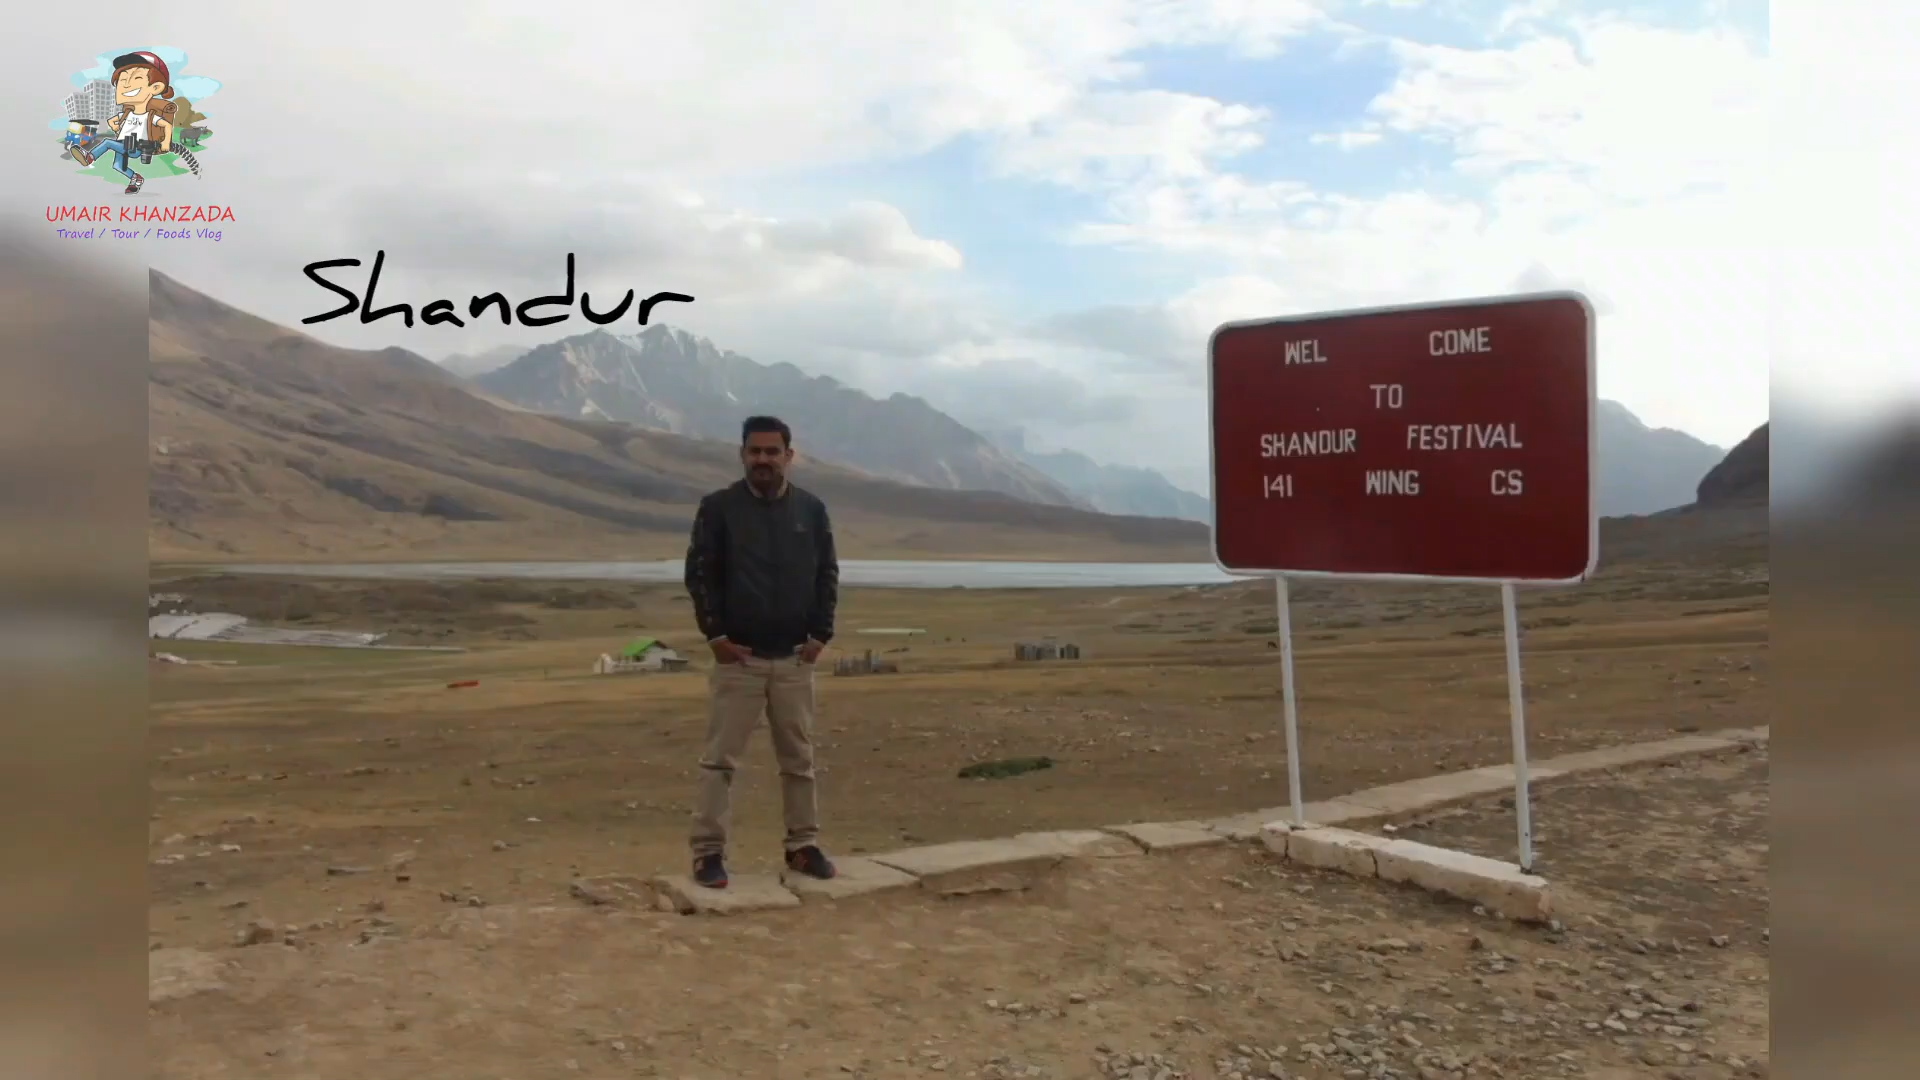 UMAIR KHANZADA
Travel / Tour / Foods Vlog
Shandur
WEL COME
TO
SHANDUR FESTIVAL
141 WING CS